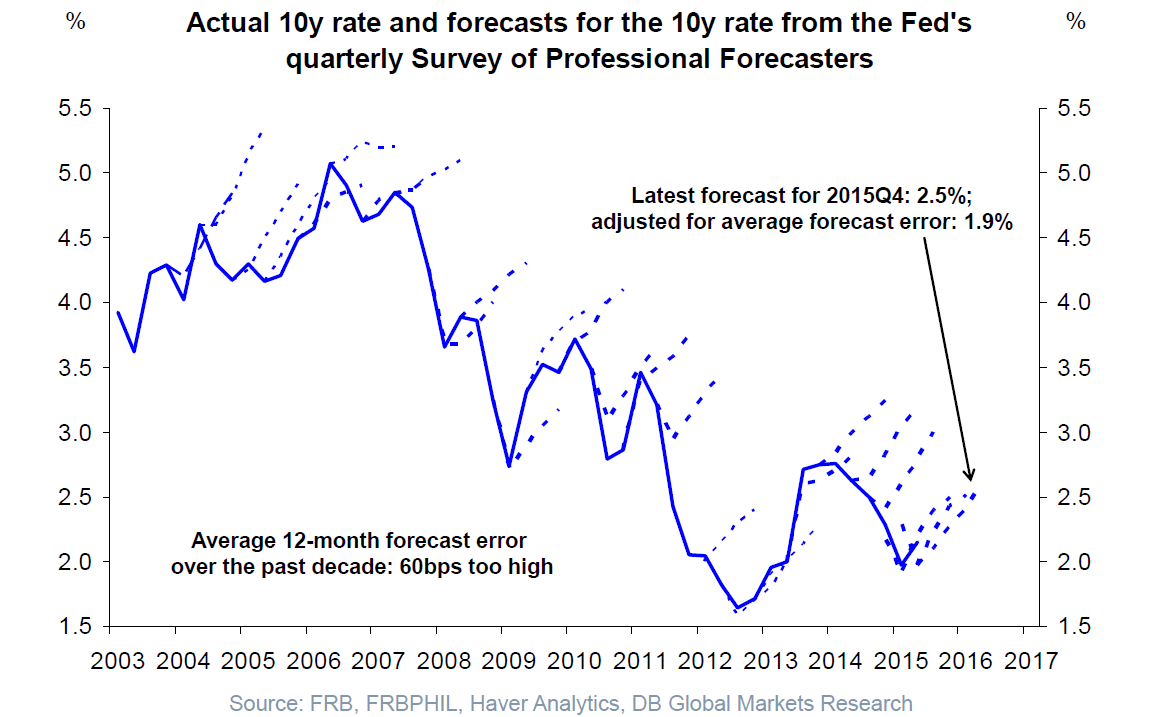 Actual 10y rate and forecasts for the 10y rate from the Fed's
quarterly Survey of Professional Forecasters
%
%
5.5
5.0
4.5
4.0
3.5
3.0
2.5
2.0
1.5
5.5
5.0
4.5
4.0
3.5
3.0
2.5
2.0
1.5
Latest forecast for 2015Q4: 2.5%;
adjusted for average forecast error: 1.9%
Average 12-month forecast error
over the past decade: 60bps too high
2003 2004 2005 2006 2007 2008 2009 2010 2011 2012 2013 2014 2015 2016 2017
Source: FRB, FRBPHIL, Haver Analytics, DB Global Markets Research